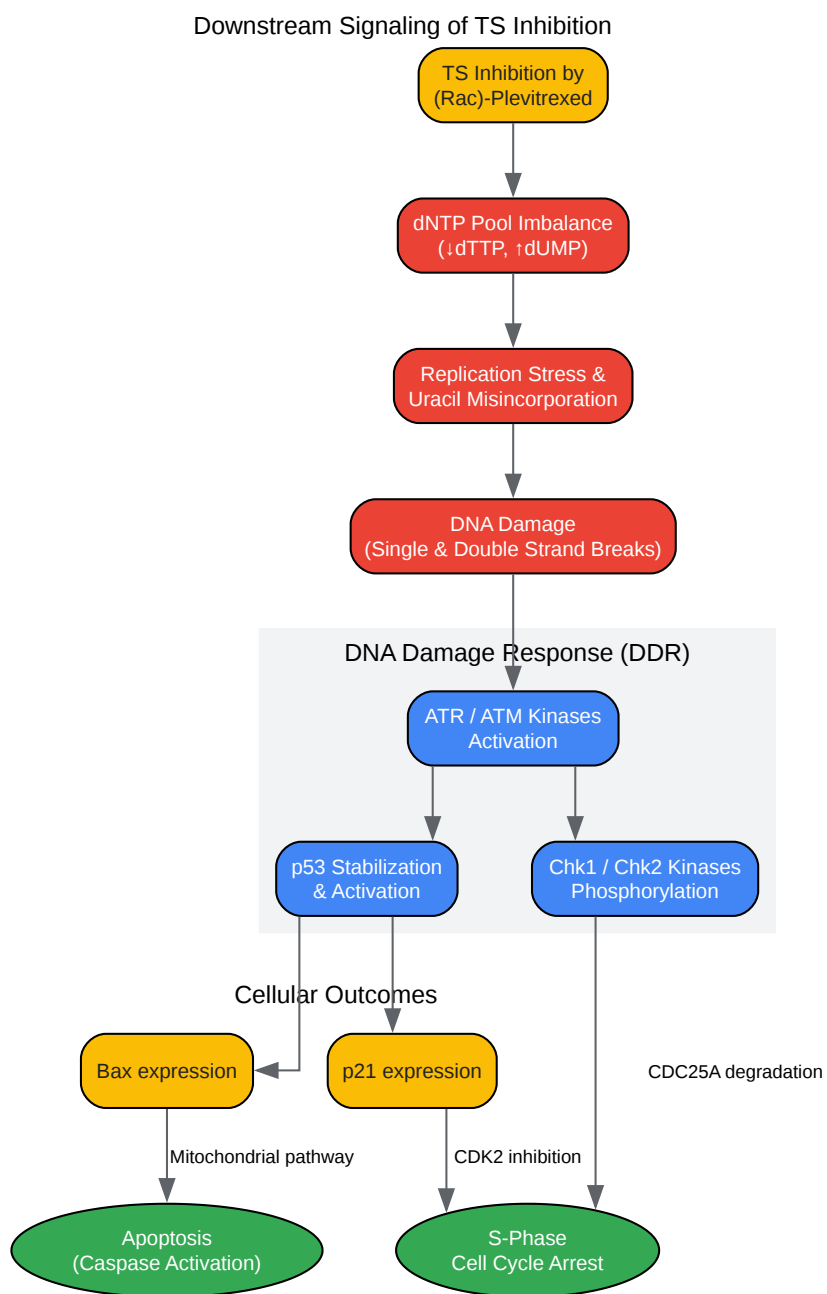 Downstream Signaling of TS Inhibition
TS Inhibition by
(Rac)-Plevitrexed
dNTP Pool Imbalance
(↓dTTP, ↑dUMP)
Replication Stress &
Uracil Misincorporation
DNA Damage
(Single & Double Strand Breaks)
DNA Damage Response (DDR)
ATR / ATM Kinases
Activation
p53 Stabilization
& Activation
Chk1 / Chk2 Kinases
Phosphorylation
Cellular Outcomes
Bax expression
p21 expression
CDC25A degradation
Mitochondrial pathway
CDK2 inhibition
Apoptosis
(Caspase Activation)
S-Phase
Cell Cycle Arrest